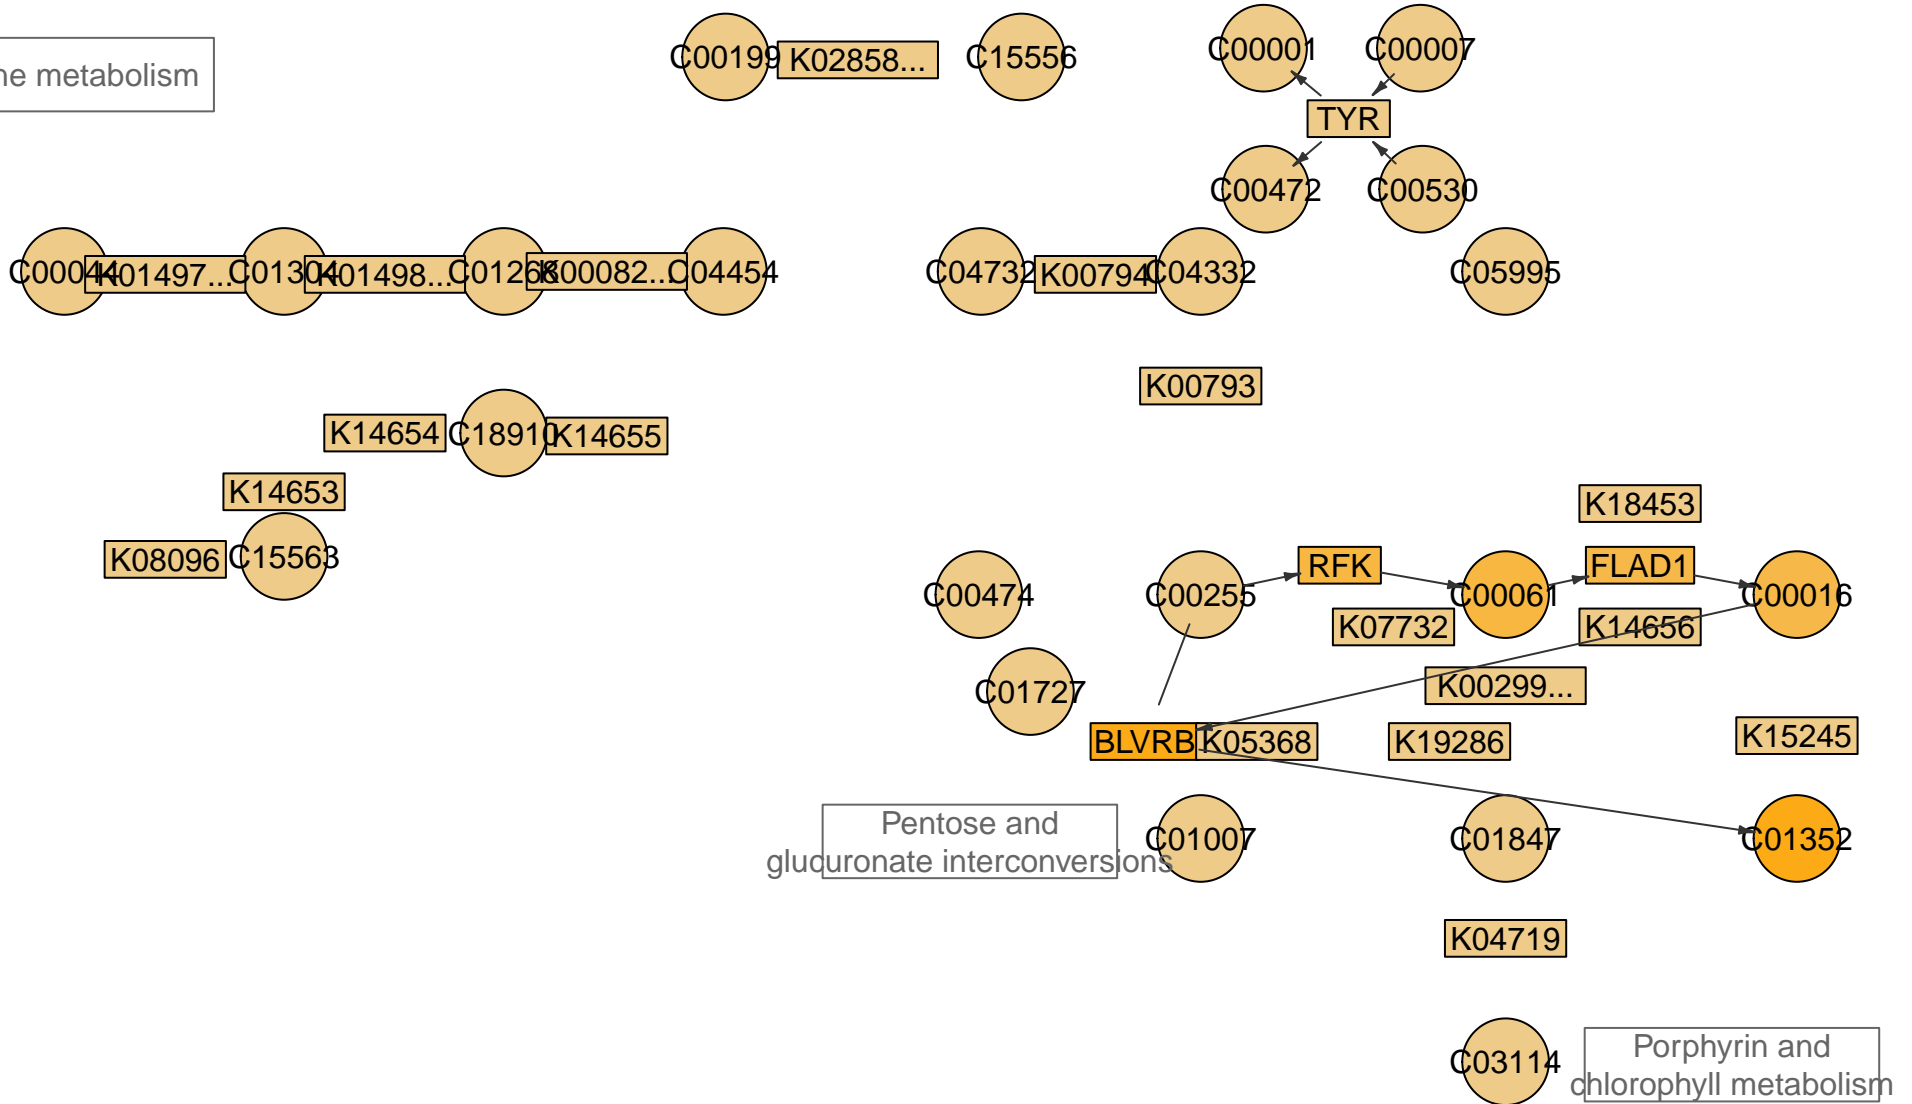 ne metabolism
C00199
K02858...
C15556
C00001
C00007
TYR
C00472
C00530
C00044
K01497...
C01304
K01498...
C01268
K00082...
C04454
C04732
K00794
C04332
C05995
K00793
K14654
C18910
K14655
K14653
K08096
C15563
K18453
C00474
C00255
RFK
C00061
FLAD1
C00016
K07732
K14656
C01727
K00299...
BLVRB
K05368
K19286
K15245
Pentose and
glucuronate interconversions
C01007
C01847
C01352
K04719
C03114
Porphyrin and
chlorophyll metabolism